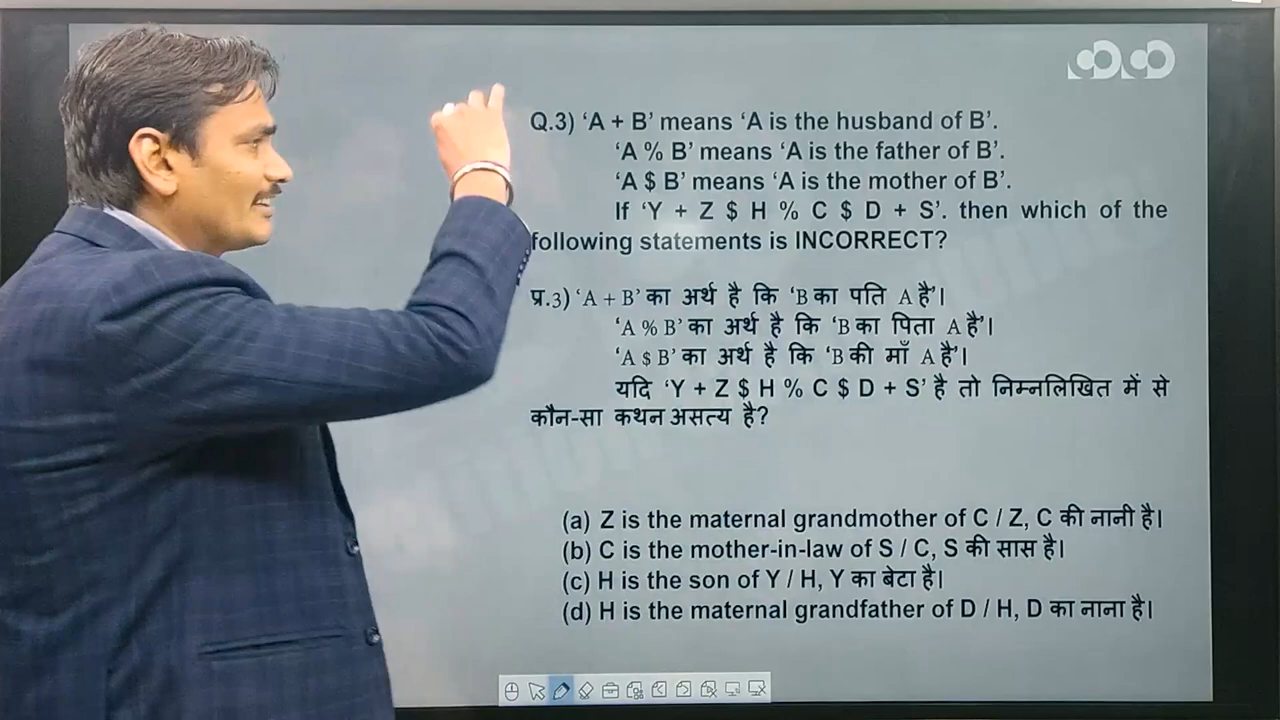 Q.3) ‘A + B’ means ‘A is the husband of B’.
‘A % B’ means ‘A is the father of B’.
‘A $ B’ means ‘A is the mother of B’.
If ‘Y + Z $ H % C $ D + S’. then which of the
following statements is INCORRECT?
प्र.3) ‘A + B’ का अर्थ है कि ‘B का पति A है’।
‘A % B’ का अर्थ है कि ‘B का पिता A है’।
‘A $ B’ का अर्थ है कि ‘B की माँ A है’।
यदि ‘Y + Z $ H % C $ D + S’ है तो निम्नलिखित में से
कौन-सा कथन असत्य है?
(a) Z is the maternal grandmother of C / Z, C की नानी है।
(b) C is the mother-in-law of S / C, S की सास है।
(c) H is the son of Y / H, Y का बेटा है।
(d) H is the maternal grandfather of D / H, D का नाना है।